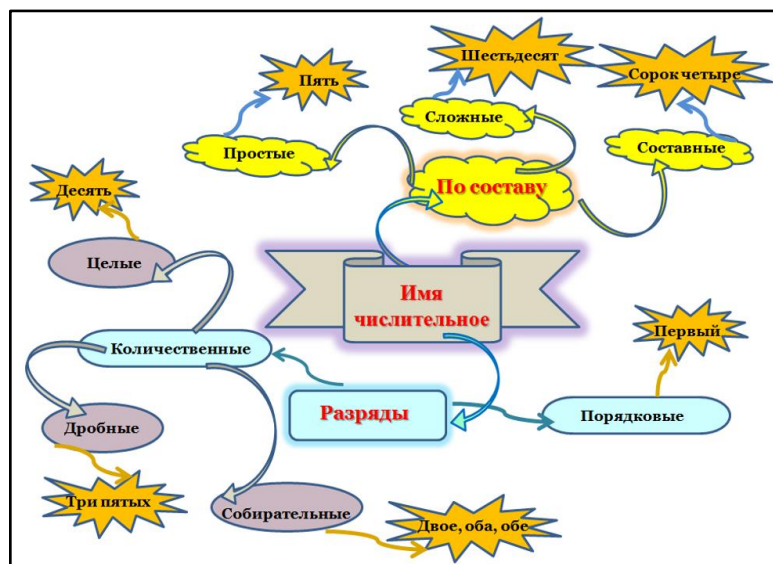 Шестьдесят
Пять
Сорок четыре
Сложные
Простые
Составные
По составу
Десять
Целые
Имя
числительное
Первый
Количественные
Разряды
Порядковые
Дробные
Три пятых
Собирательные
Двое, оба, обе